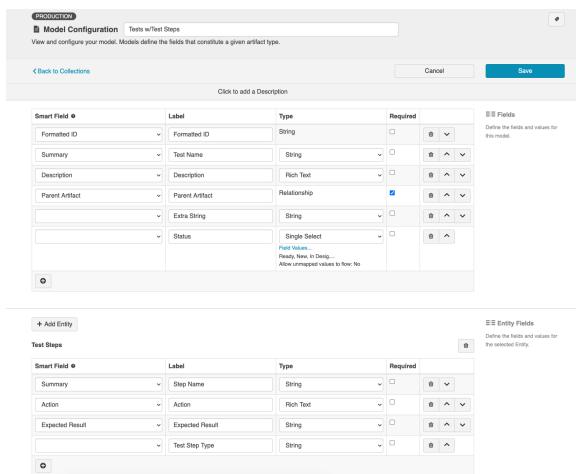 PRODUCTION
Model Configuration Tests w/Test Steps
View and configure your model. Models define the fields that constitute a given artifact type.
Back to Collections Cancel Save
Click to add a Description
Smart Field Label Type Required
Formatted ID Formatted ID String
Summary Test Name String
Description Description Rich Text
Parent Artifact Parent Artifact Relationship
Extra String String
Status Single Select
Field Values...
Ready, New, In Desig...
Allow unmapped values to flow: No
Fields
Define the fields and values for
this model.
+ Add Entity
Test Steps
Smart Field Label Type Required
Summary Step Name String
Action Action Rich Text
Expected Result Expected Result String
Test Step Type String
Entity Fields
Define the fields and values for
the selected Entity.